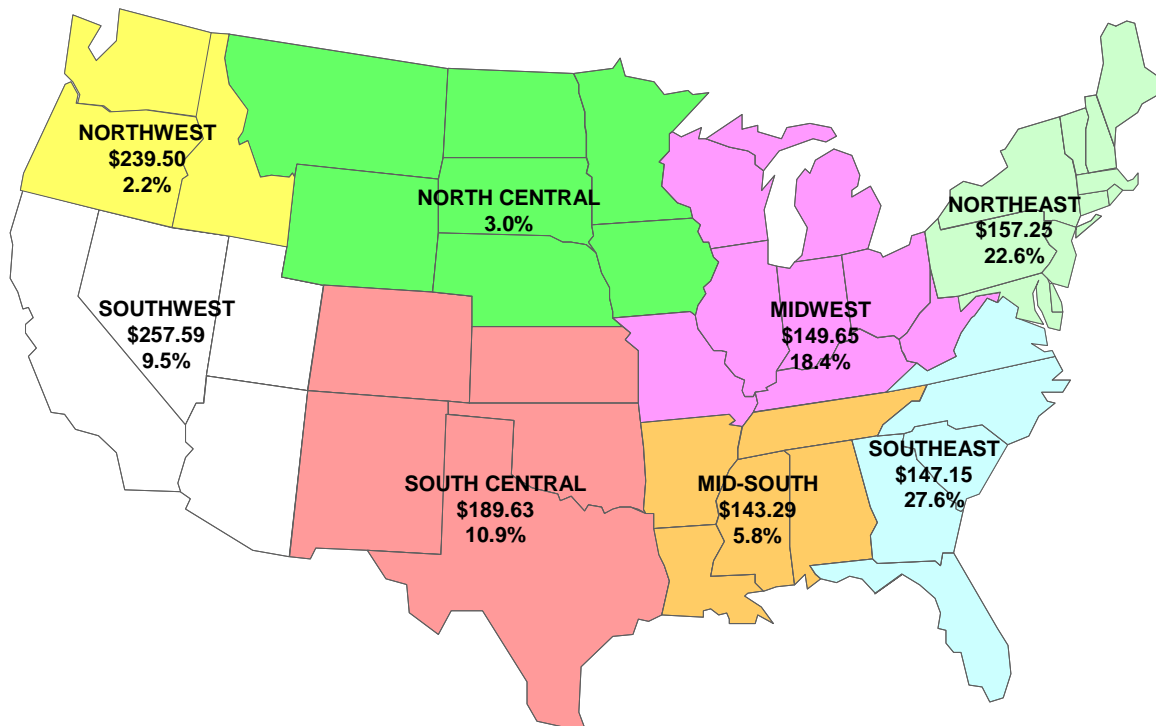 NORTHWEST
$239.50
2.2%
NORTH CENTRAL
3.0%
NORTHEAST
$157.25
22.6%
SOUTHWEST
$257.59
9.5%
MIDWEST
$149.65
18.4%
SOUTH CENTRAL
$189.63
10.9%
MID-SOUTH
$143.29
5.8%
SOUTHEAST
$147.15
27.6%